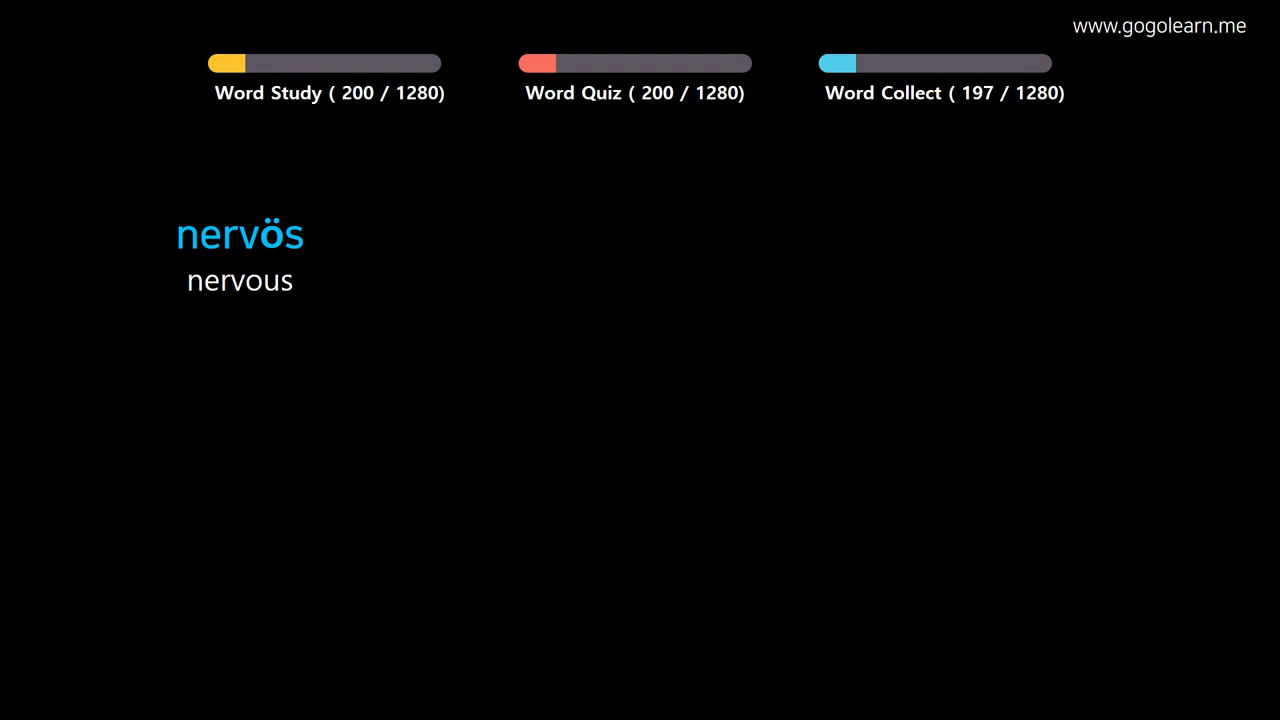 www.gogolearn.me
Word Study ( 200 / 1280)
Word Quiz ( 200 / 1280)
Word Collect ( 197 / 1280)
nervös
nervous